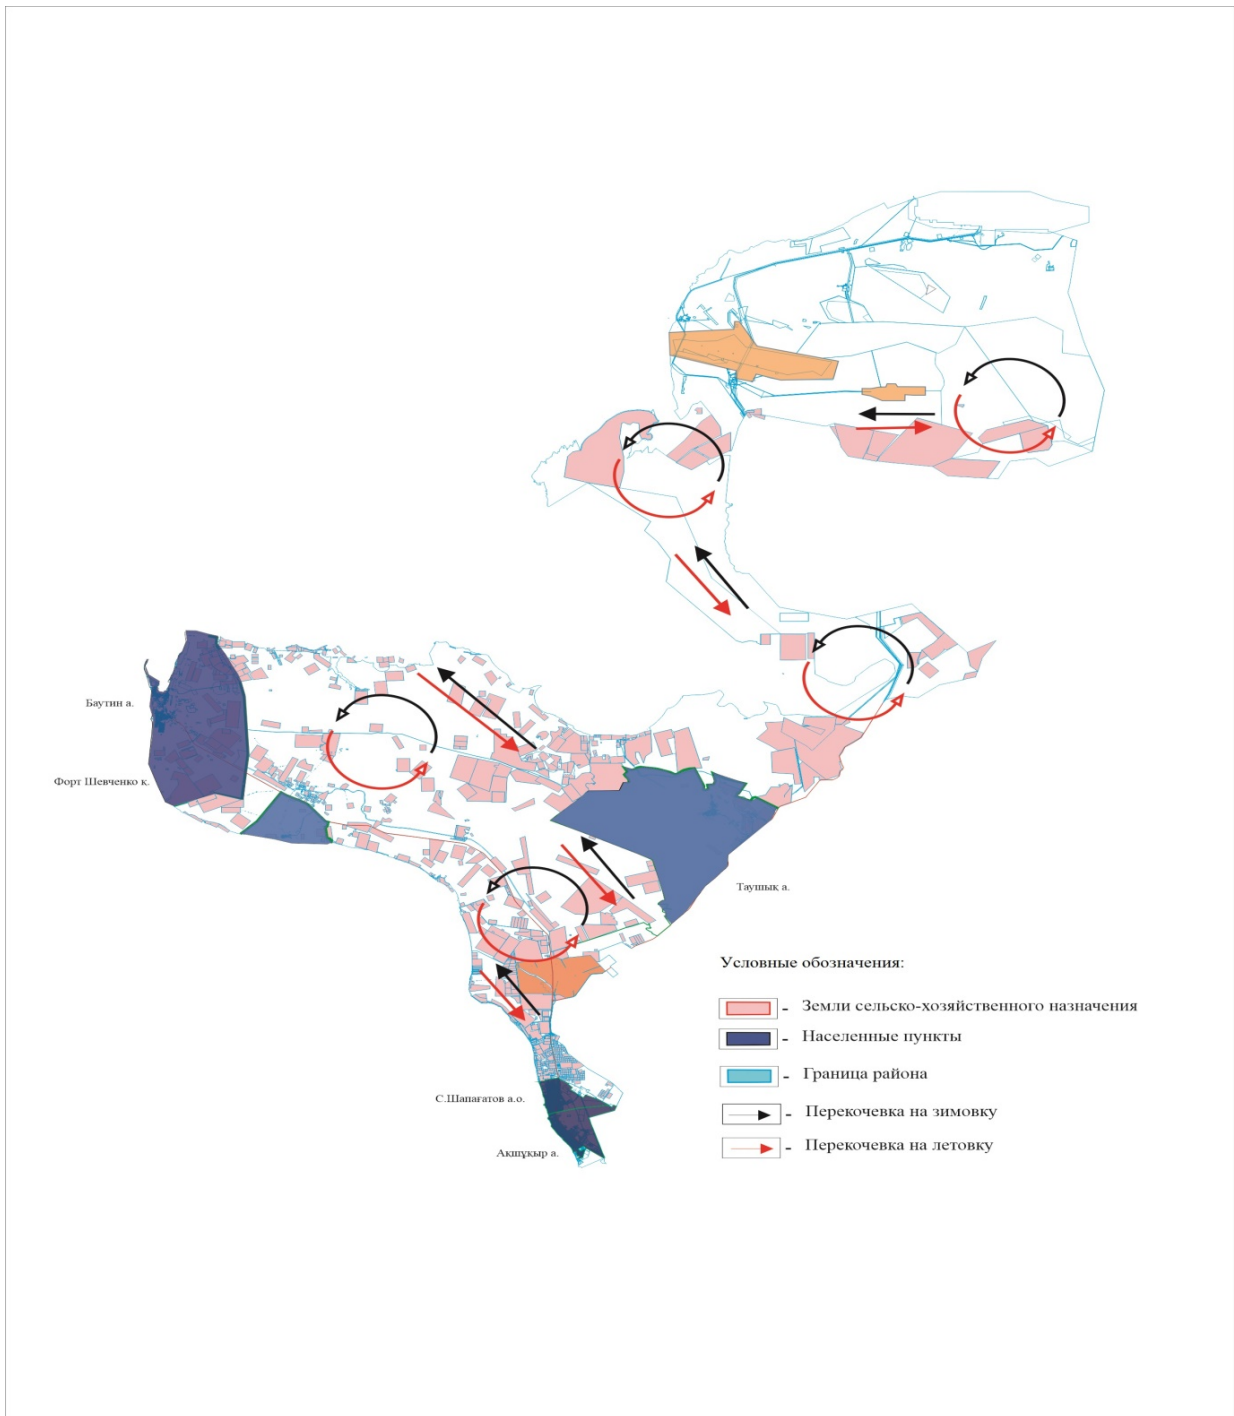 Баутин а.
Форт Шевченко қ.
Таушық а.
С.Шапағатов а.о.
Ақшұқыр а.
Условные обозначения:
- Земли сельско-хозяйственного назначения
- Населенные пункты
- Граница района
- Перекочевка на зимовку
- Перекочевка на летовку